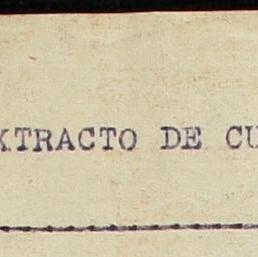 XTRACTO DE CU